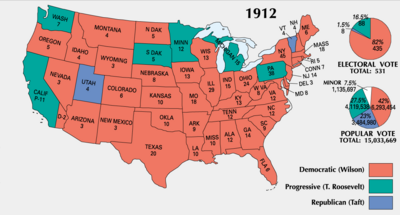 1912
WASH
7
MONTANA
4
N DAK
5
MINN
12
OREGON
5
IDAHO
4
WYOMING
3
S DAK
5
WIS
13
MICHIGAN 15
NY
45
VT
4
NH
4
ME
6
MASS
18
RI 5
CONN 7
NJ 14
DEL 3
MD 8
PA
38
NEVADA
3
UTAH
4
COLORADO
6
NEBRASKA
8
IOWA
13
ILL
29
IND
15
OHIO
24
W VA
8
VA
12
CALIF
P-11
D-2
ARIZONA
3
NEW MEXICO
3
KANSAS
10
MO
18
KY
13
NC
12
TENN
12
SC
9
OKLA
10
ARK
9
TEXAS
20
LA
10
MISS
10
ALA
12
GA
14
FLA 6
16.5%
88
1.5%
8
82%
435
ELECTORAL VOTE
TOTAL: 531
MINOR 7.5%
1,135,697
27.5%
4,119,538
42%
6,293,454
23%
3,484,980
POPULAR VOTE
TOTAL: 15,033,669
Democratic (Wilson)
Progressive (T. Roosevelt)
Republican (Taft)